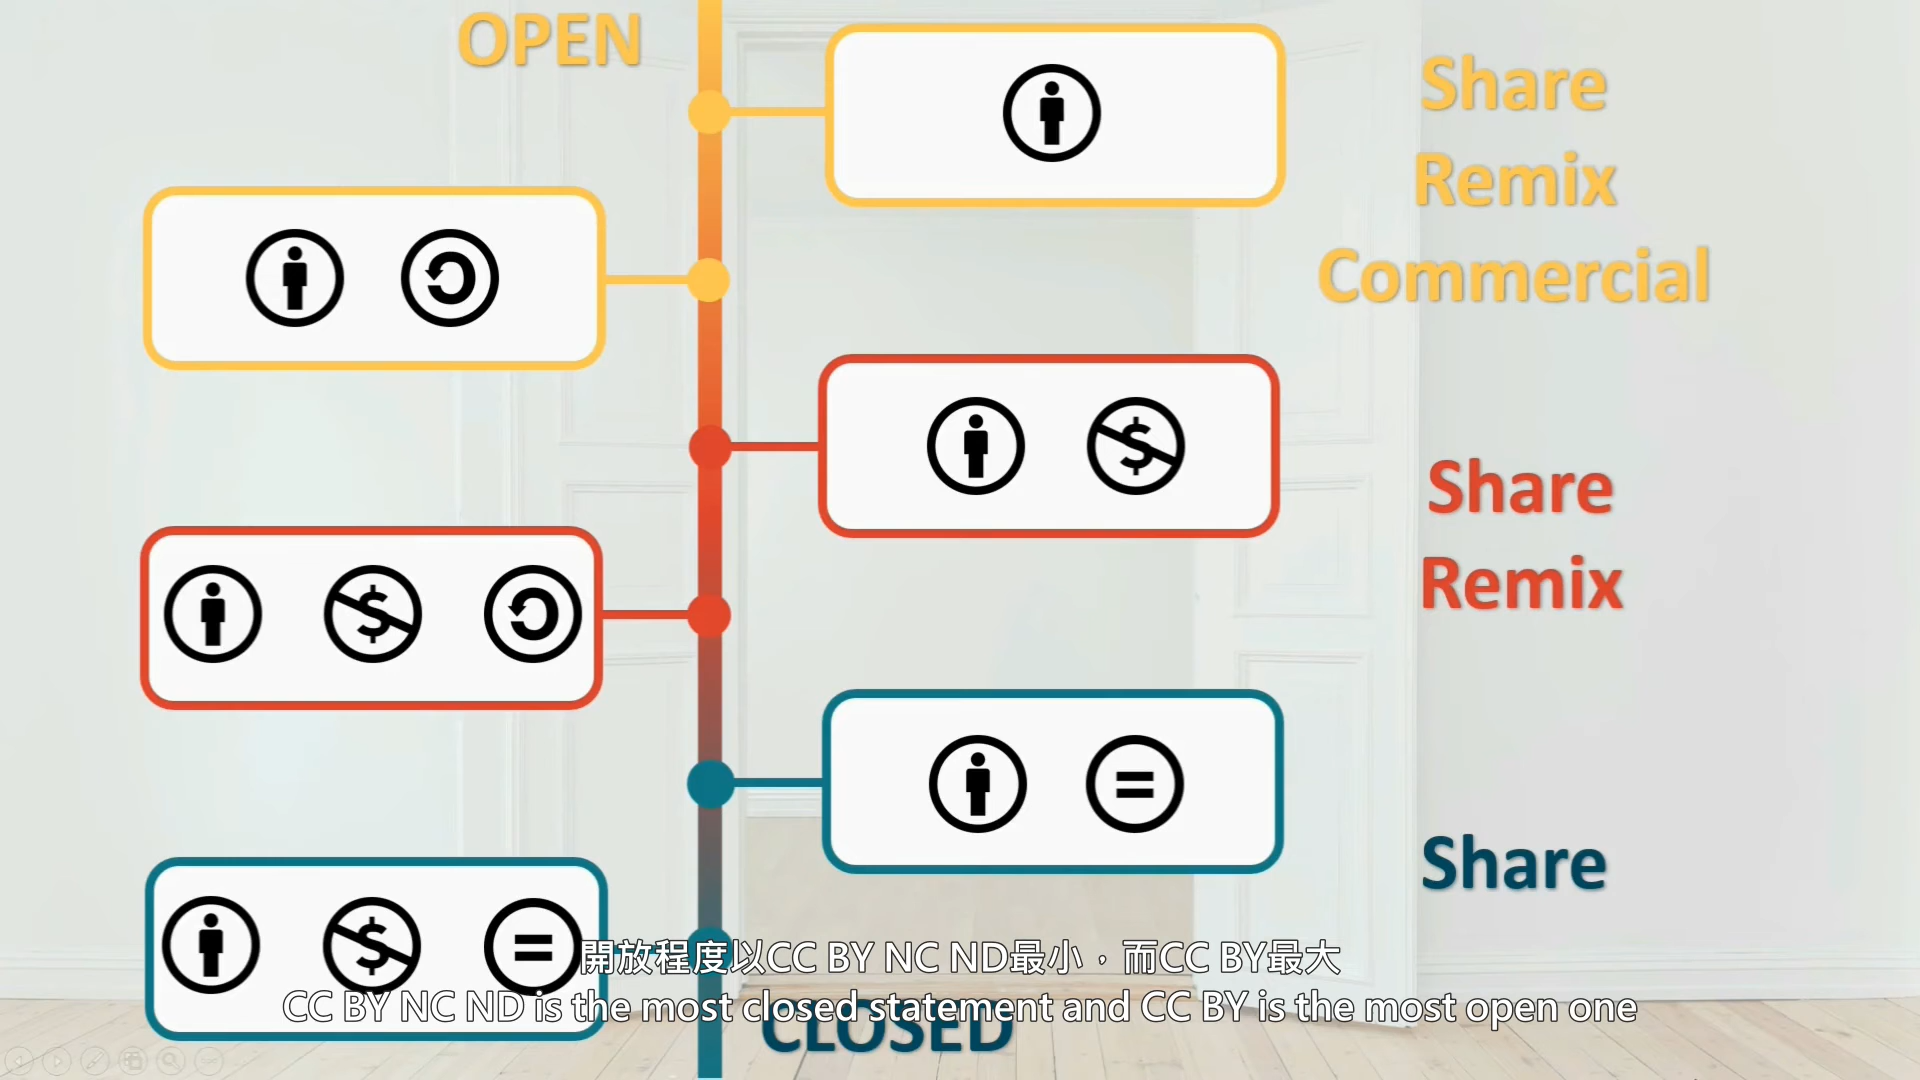 OPEN
Share
Remix
Commercial
Share
Remix
Share
開放程度以CC BY NC ND最小，而CC BY最大
CC BY NC ND is the most closed statement and CC BY is the most open one
CLOSED